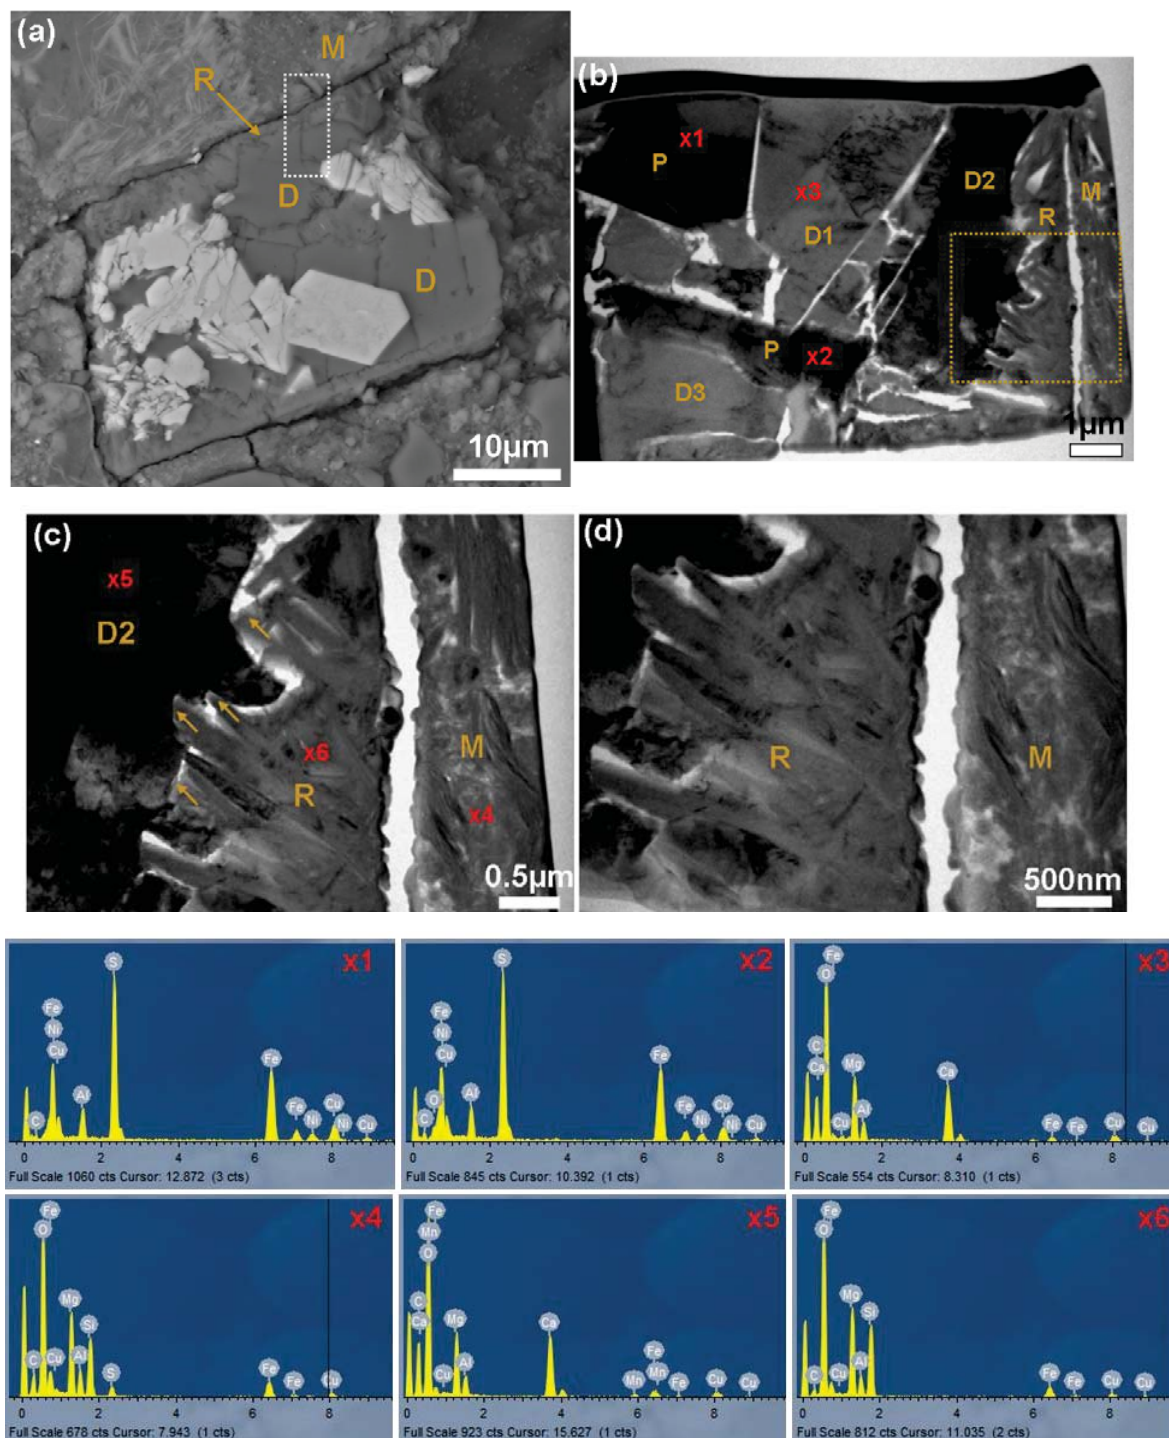 (a)
M
R
D
D
10µm
(b)
x1
P
x3
D1
D2
M
R
P
x2
D3
1µm
(c)
x5
D2
x6
R
M
x4
0.5µm
(d)
R
M
500nm
x1
S
Fe
Ni
Cu
Al
C
Fe
Fe
Ni
Cu
Ni
Cu
0 2 4 6 8
Full Scale 1060 cts Cursor: 12.872 (3 cts)
x2
S
Fe
Ni
Cu
O
Al
C
Fe
Fe
Ni
Cu
Ni
Cu
0 2 4 6 8
Full Scale 845 cts Cursor: 10.392 (1 cts)
x3
Fe
O
C
Ca
Mg
Cu
Al
Ca
Fe
Fe
Cu
Cu
0 2 4 6 8
Full Scale 554 cts Cursor: 8.310 (1 cts)
x4
Fe
O
Mg
Si
C
Cu
Al
S
Fe
Fe
Cu
0 2 4 6 8
Full Scale 678 cts Cursor: 7.943 (1 cts)
x5
Fe
Mn
O
C
Ca
Mg
Cu
Al
Ca
Fe
Mn
Mn
Fe
Cu
Cu
0 2 4 6 8
Full Scale 923 cts Cursor: 15.627 (1 cts)
x6
Fe
O
Mg
Si
C
Cu
Al
Fe
Fe
Cu
Cu
0 2 4 6 8
Full Scale 812 cts Cursor: 11.035 (2 cts)